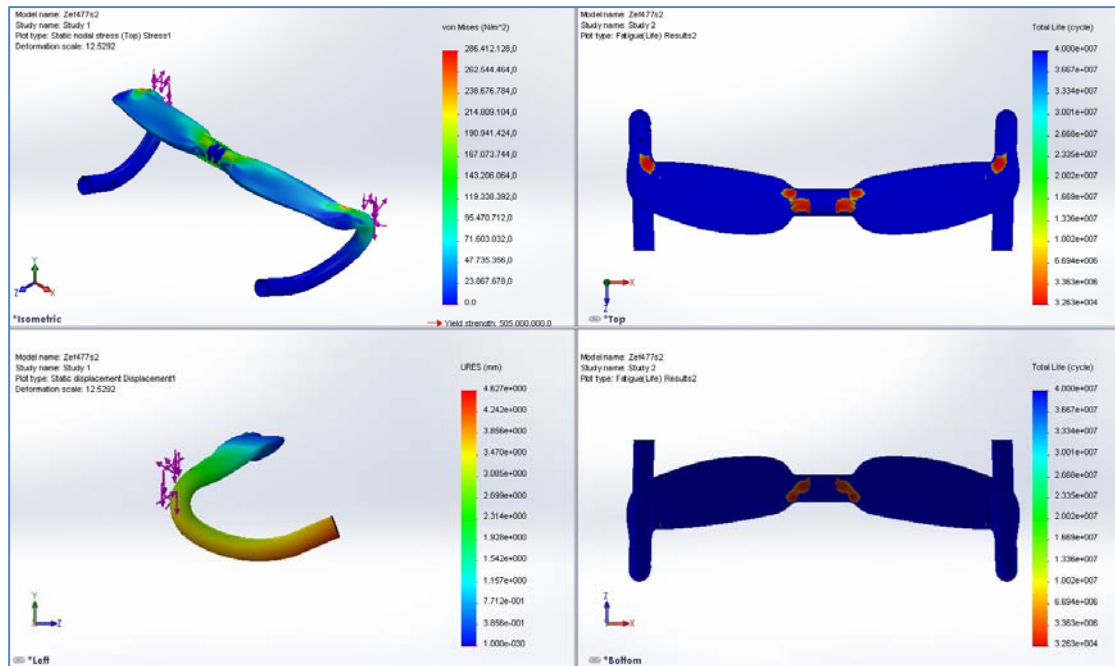 Model name: Zef477s2
Study name: Study 1
Plot type: Static nodal stress (Top) Stress1
Deformation scale: 12.5292
von Mises (N/m^2)
286.412.128,0
262.544.464,0
238.676.784,0
214.809.104,0
190.941.424,0
167.073.744,0
143.206.064,0
119.338.392,0
95.470.712,0
71.603.032,0
47.735.356,0
23.867.678,0
0.0
Yield strength: 505.000.000.0
Y
Z
X
*Isometric
Model name: Zef477s2
Study name: Study 2
Plot type: Fatigue(Life) Results2
Total Life (cycle)
4.000e+007
3.667e+007
3.334e+007
3.001e+007
2.668e+007
2.335e+007
2.002e+007
1.669e+007
1.336e+007
1.002e+007
6.694e+006
3.363e+006
3.263e+004
X
Z
*Top
Model name: Zef477s2
Study name: Study 1
Plot type: Static displacement Displacement1
Deformation scale: 12.5292
URES (mm)
4.627e+000
4.242e+000
3.856e+000
3.470e+000
3.085e+000
2.699e+000
2.314e+000
1.928e+000
1.542e+000
1.157e+000
7.712e-001
3.856e-001
1.000e-030
Y
Z
*Left
Model name: Zef477s2
Study name: Study 2
Plot type: Fatigue(Life) Results2
Total Life (cycle)
4.000e+007
3.667e+007
3.334e+007
3.001e+007
2.668e+007
2.335e+007
2.002e+007
1.669e+007
1.336e+007
1.002e+007
6.694e+006
3.363e+006
3.263e+004
Z
X
*Bottom